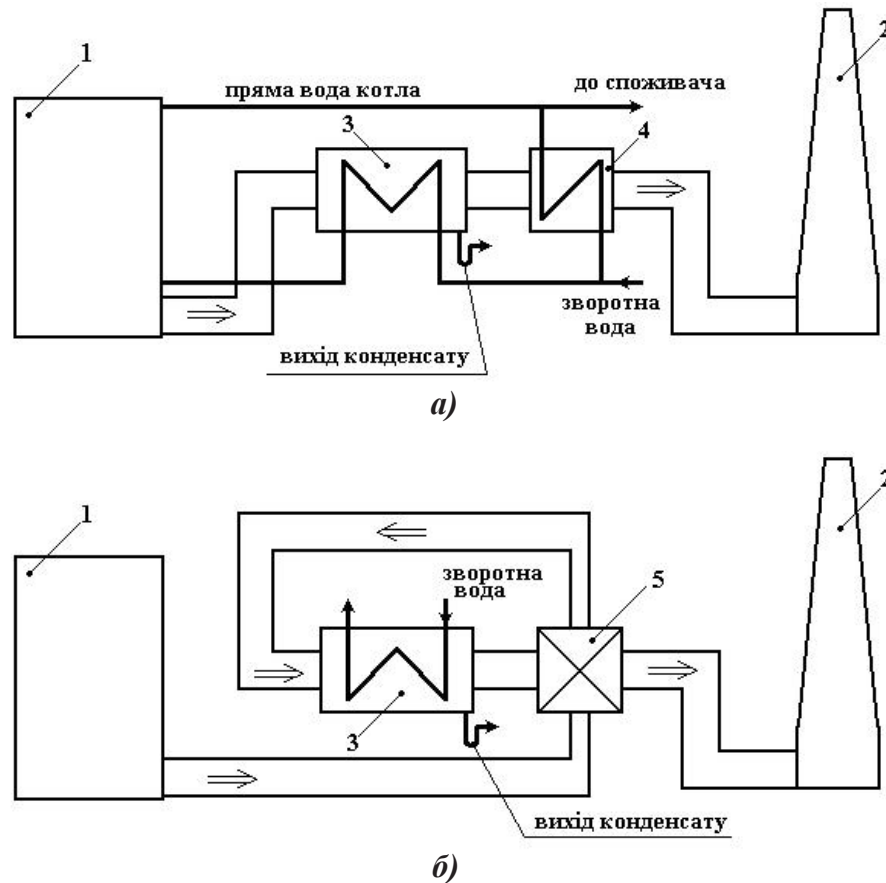 1
2
пряма вода котла
до споживача
3
4
зворотна
вода
вихід конденсату
а)
1
2
зворотна
вода
5
3
вихід конденсату
б)